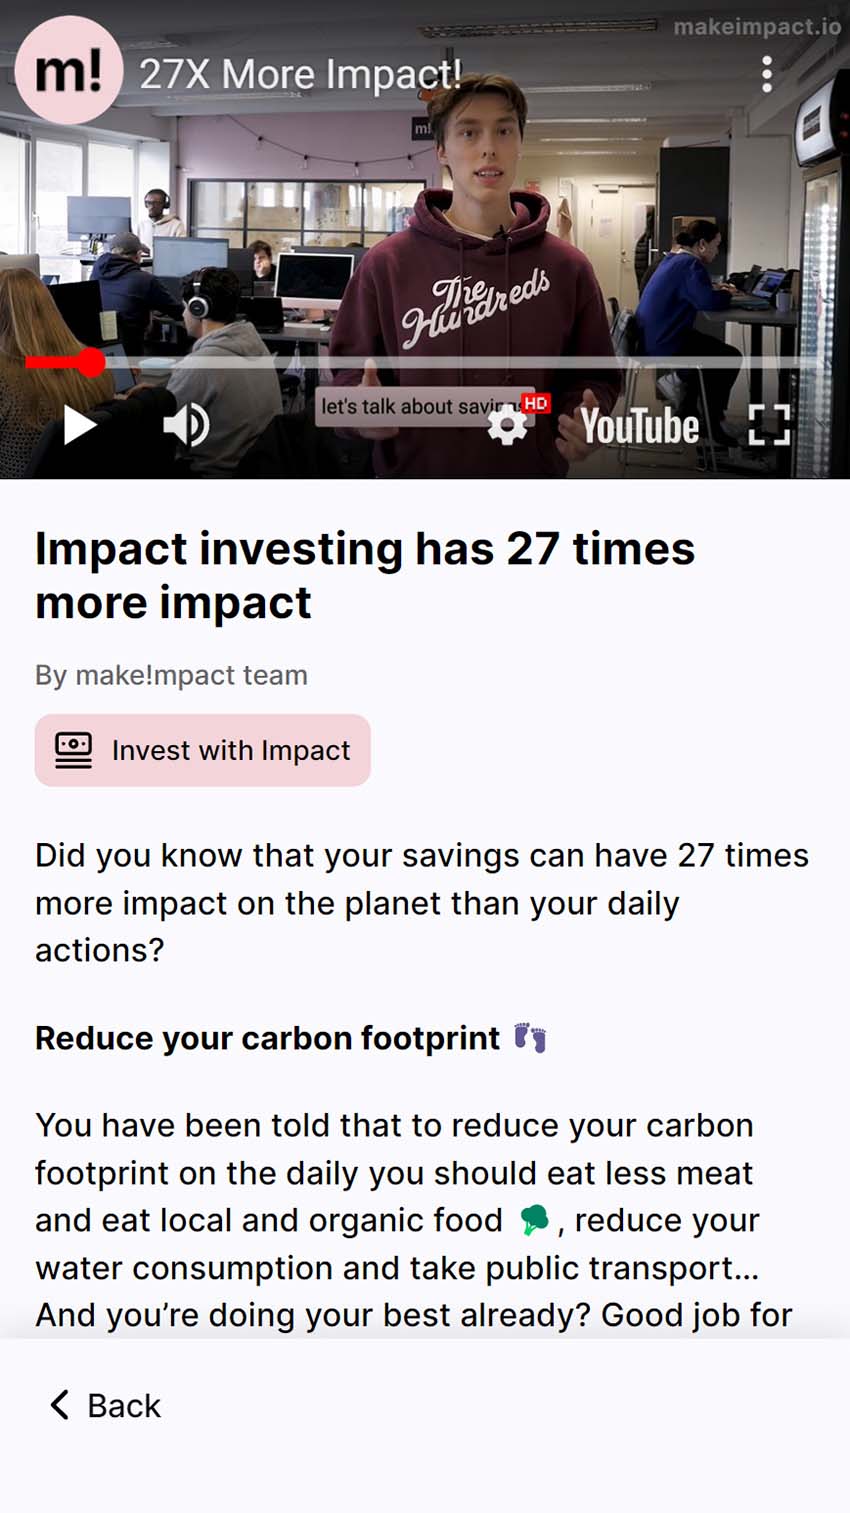 makeimpact.io
m!
27X More Impact!
m!
The
Hundreds
let's talk about
HD
YouTube
Impact investing has 27 times
more impact
By make!mpact team
Invest with Impact
Did you know that your savings can have 27 times
more impact on the planet than your daily
actions?
Reduce your carbon footprint
You have been told that to reduce your carbon
footprint on the daily you should eat less meat
and eat local and organic food , reduce your
water consumption and take public transport...
And you’re doing your best already? Good job for
Back